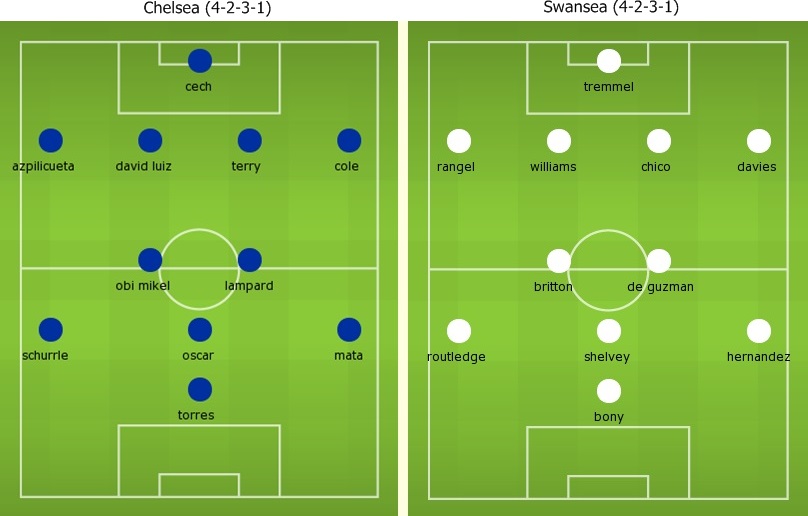 Chelsea (4-2-3-1)
cech
azpilicueta david luiz terry cole
obi mikel lampard
schurrle oscar mata
torres
Swansea (4-2-3-1)
tremmel
rangel williams chico davies
britton de guzman
routledge shelvey hernandez
bony